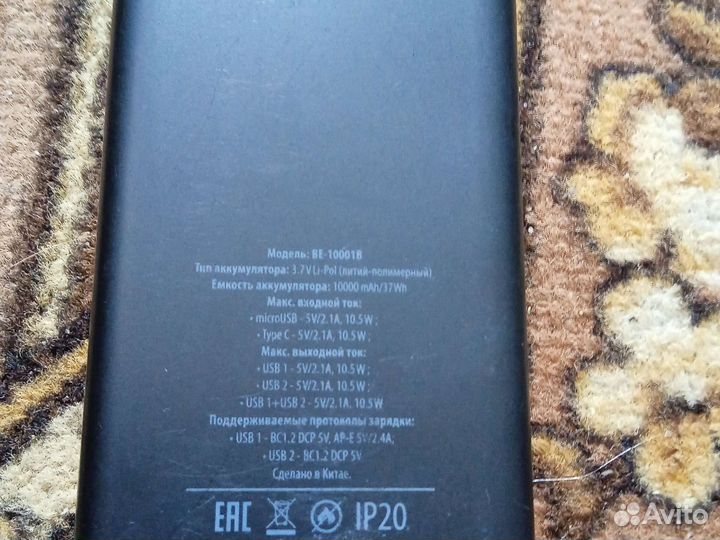 Модель: BE-10001B
Тип аккумулятора: 3.7V Li-Pol (литий-полимерный)
Ёмкость аккумулятора: 10000 mAh/37Wh
Макс. входной ток:
• microUSB - 5V/2.1A, 10.5W ;
• Type C - 5V/2.1A, 10.5W ;
Макс. выходной ток:
• USB 1 - 5V/2.1A, 10.5W ;
• USB 2 - 5V/2.1A, 10.5W ;
• USB 1+USB 2 - 5V/2.1A, 10.5W
Поддерживаемые протоколы зарядки:
• USB 1 - BC1.2 DCP 5V, AP-E 5V/2.4A;
• USB 2 - BC1.2 DCP 5V
Сделано в Китае.
EAC IP20
Avito